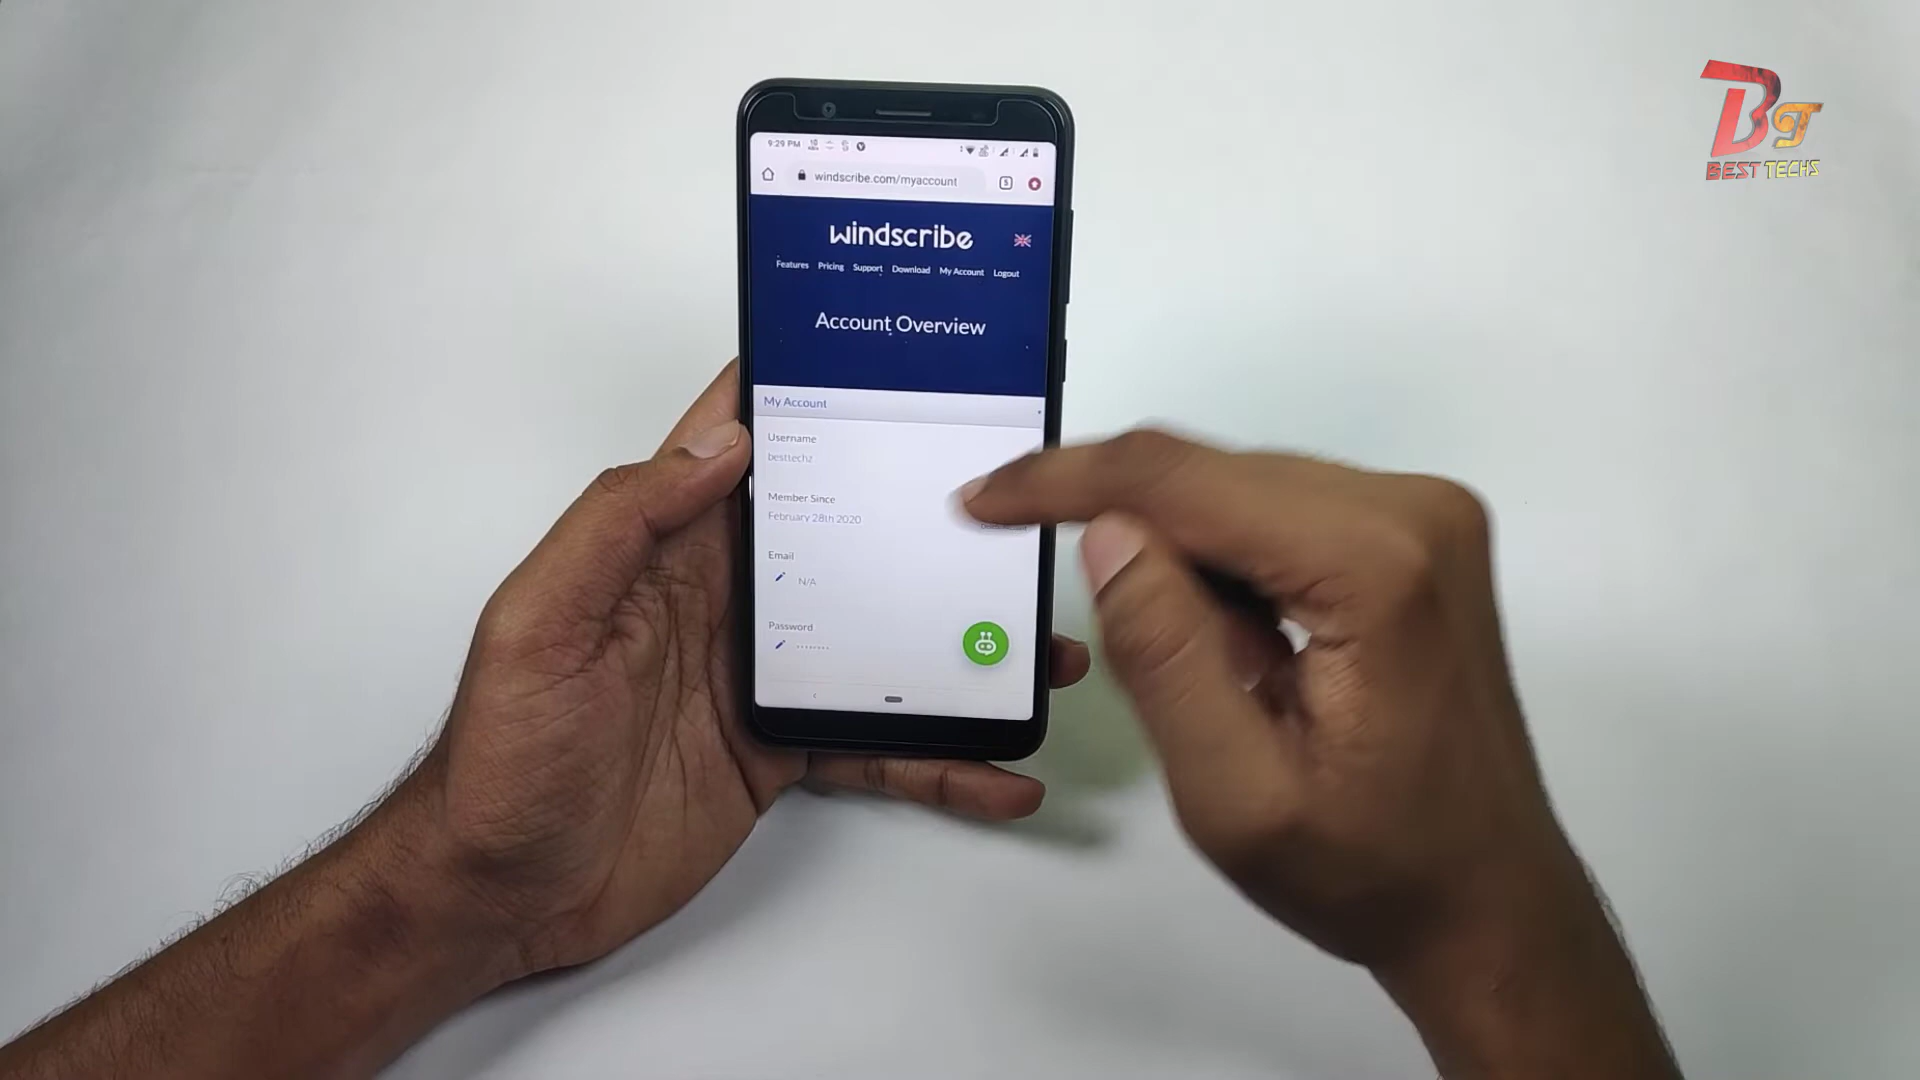 BEST TECHS
9:29 PM
windscribe.com/myaccount
5
windscribe
Features Pricing Support Download My Account Logout
Account Overview
My Account
Username
besttechz
Member Since
February 28th 2020
Email
N/A
Password